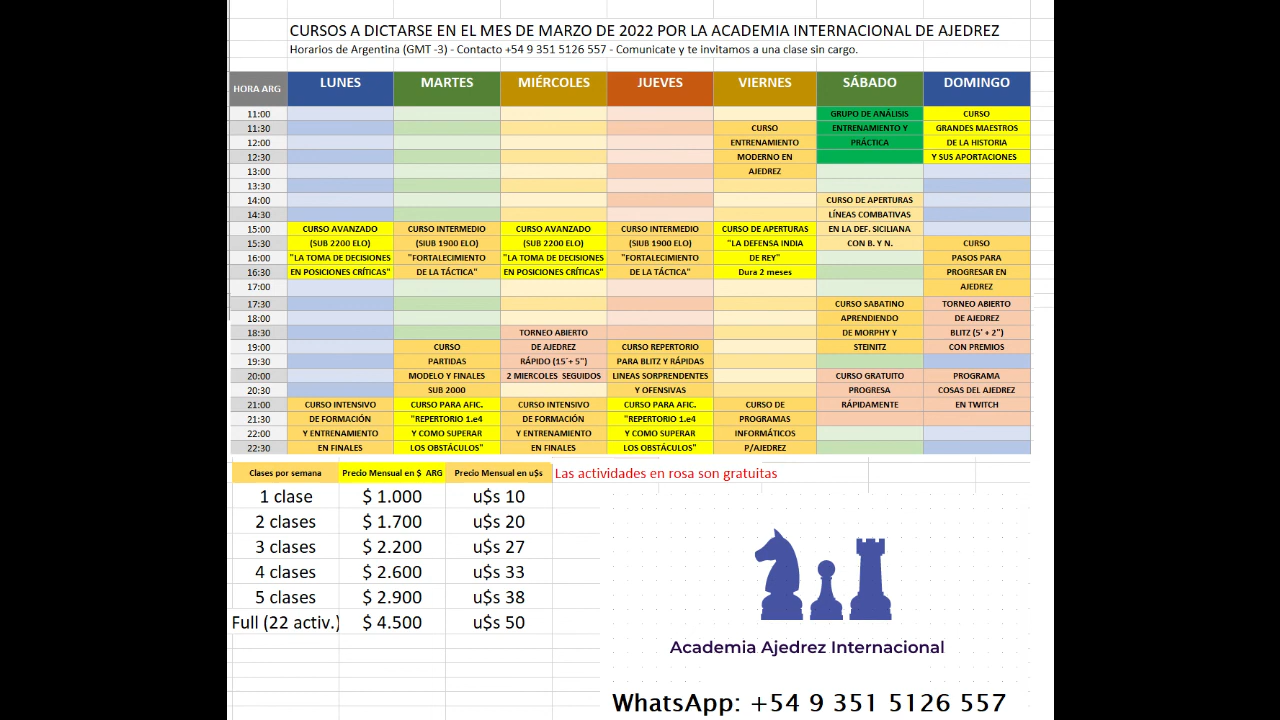 CURSOS A DICTARSE EN EL MES DE MARZO DE 2022 POR LA ACADEMIA INTERNACIONAL DE AJEDREZ
Horarios de Argentina (GMT -3) - Contacto +54 9 351 5126 557 - Comunicate y te invitamos a una clase sin cargo.
HORA ARG LUNES MARTES MIÉRCOLES JUEVES VIERNES SÁBADO DOMINGO
11:00 GRUPO DE ANÁLISIS CURSO
11:30 CURSO ENTRENAMIENTO Y GRANDES MAESTROS
12:00 ENTRENAMIENTO PRÁCTICA DE LA HISTORIA
12:30 MODERNO EN Y SUS APORTACIONES
13:00 AJEDREZ
13:30
14:00 CURSO DE APERTURAS
14:30 LÍNEAS COMBATIVAS
15:00 CURSO AVANZADO CURSO INTERMEDIO CURSO AVANZADO CURSO INTERMEDIO CURSO DE APERTURAS EN LA DEF. SICILIANA
15:30 (SUB 2200 ELO) (SIUB 1900 ELO) (SUB 2200 ELO) (SIUB 1900 ELO) "LA DEFENSA INDIA CON B. Y N. CURSO
16:00 "LA TOMA DE DECISIONES "FORTALECIMIENTO "LA TOMA DE DECISIONES "FORTALECIMIENTO DE REY" PASOS PARA
16:30 EN POSICIONES CRÍTICAS" DE LA TÁCTICA" EN POSICIONES CRÍTICAS" DE LA TÁCTICA" Dura 2 meses PROGRESAR EN
17:00 AJEDREZ
17:30 CURSO SABATINO TORNEO ABIERTO
18:00 APRENDIENDO DE AJEDREZ
18:30 TORNEO ABIERTO DE MORPHY Y BLITZ (5' + 2")
19:00 CURSO DE AJEDREZ CURSO REPERTORIO STEINITZ CON PREMIOS
19:30 PARTIDAS RÁPIDO (15´+ 5") PARA BLITZ Y RÁPIDAS
20:00 MODELO Y FINALES 2 MIERCOLES SEGUIDOS LINEAS SORPRENDENTES CURSO GRATUITO PROGRAMA
20:30 SUB 2000 Y OFENSIVAS PROGRESA COSAS DEL AJEDREZ
21:00 CURSO INTENSIVO CURSO PARA AFIC. CURSO INTENSIVO CURSO PARA AFIC. CURSO DE RÁPIDAMENTE EN TWITCH
21:30 DE FORMACIÓN "REPERTORIO 1.e4 DE FORMACIÓN "REPERTORIO 1.e4 PROGRAMAS
22:00 Y ENTRENAMIENTO Y COMO SUPERAR Y ENTRENAMIENTO Y COMO SUPERAR INFORMÁTICOS
22:30 EN FINALES LOS OBSTÁCULOS" EN FINALES LOS OBSTÁCULOS" P/AJEDREZ
Clases por semana Precio Mensual en $ ARG Precio Mensual en u$s Las actividades en rosa son gratuitas
1 clase $ 1.000 u$s 10
2 clases $ 1.700 u$s 20
3 clases $ 2.200 u$s 27
4 clases $ 2.600 u$s 33
5 clases $ 2.900 u$s 38
Full (22 activ.) $ 4.500 u$s 50
Academia Ajedrez Internacional
WhatsApp: +54 9 351 5126 557